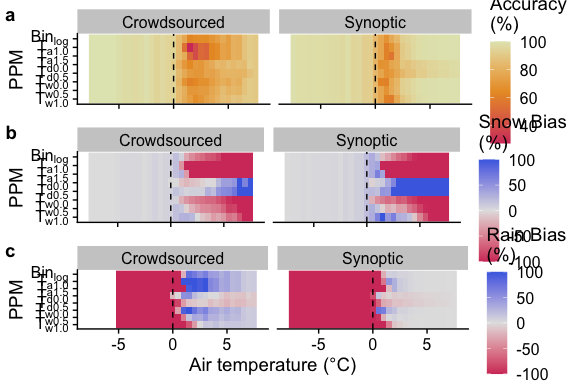 a
Crowdsourced
Synoptic
Accuracy
(%)
100
80
60
40
PPM
Bin log
T a1.0
T a1.5
T d0.0
T d0.5
T w0.0
T w0.5
T w1.0
b
Crowdsourced
Synoptic
Snow Bias
(%)
100
50
0
-50
-100
PPM
Bin log
T a1.0
T a1.5
T d0.0
T d0.5
T w0.0
T w0.5
T w1.0
c
Crowdsourced
Synoptic
Rain Bias
(%)
100
50
0
-50
-100
PPM
Bin log
T a1.0
T a1.5
T d0.0
T d0.5
T w0.0
T w0.5
T w1.0
-5 0 5
-5 0 5
Air temperature (°C)